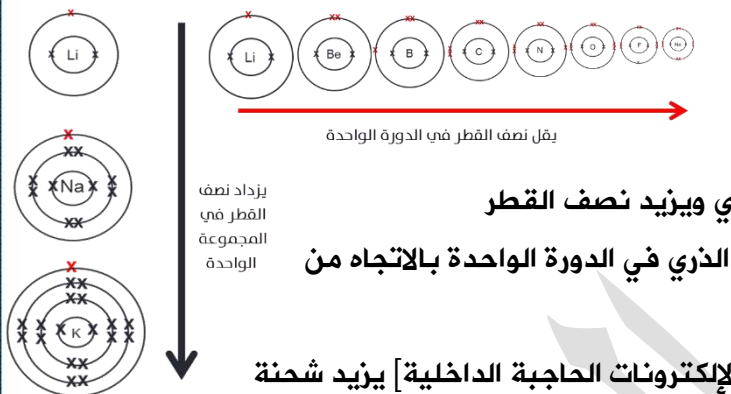 Li
Li Be B C N O F Ne
يقل نصف القطر في الدورة الواحدة
Na
يزداد نصف
القطر في
المجموعة
الواحدة
ي ويزيد نصف القطر
الذري في الدورة الواحدة بالاتجاه من
K
لإلكترونات الحاجبة الداخلية] يزيد شحنة